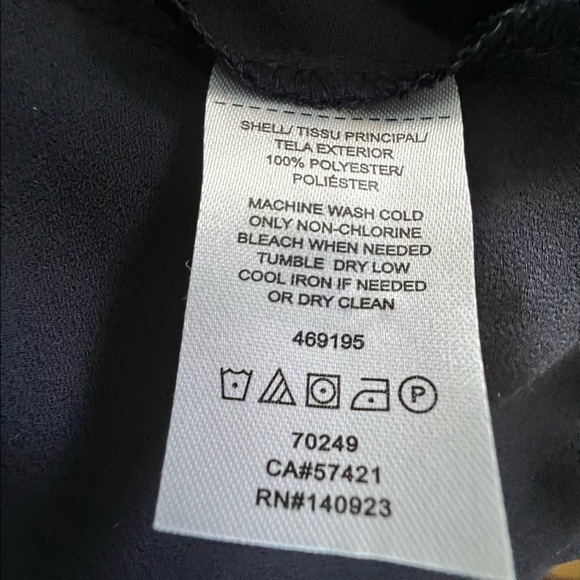 SHELL/ TISSU PRINCIPAL/
TELA EXTERIOR
100% POLYESTER/
POLIÉSTER
MACHINE WASH COLD
ONLY NON-CHLORINE
BLEACH WHEN NEEDED
TUMBLE DRY LOW
COOL IRON IF NEEDED
OR DRY CLEAN
469195
P
70249
CA#57421
RN#140923